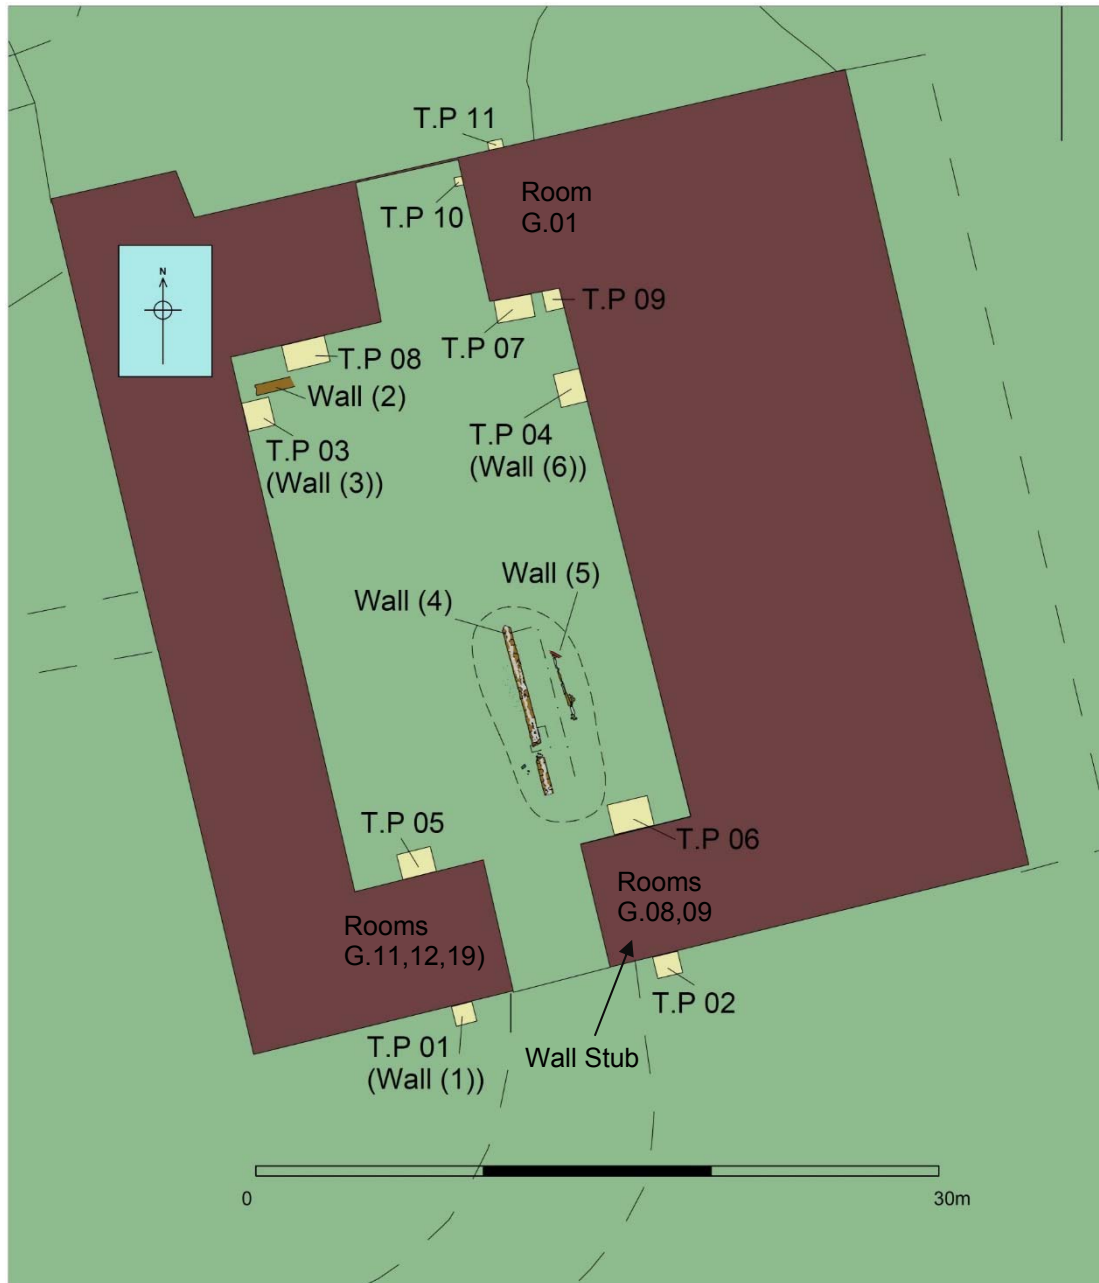 T.P 11
Room
G.01
T.P 10
N
T.P 09
T.P 07
T.P 08
Wall (2)
T.P 03
(Wall (3))
T.P 04
(Wall (6))
Wall (5)
Wall (4)
T.P 05
T.P 06
Rooms
G.08,09
Rooms
G.11,12,19)
T.P 02
T.P 01
(Wall (1))
Wall Stub
0
30m